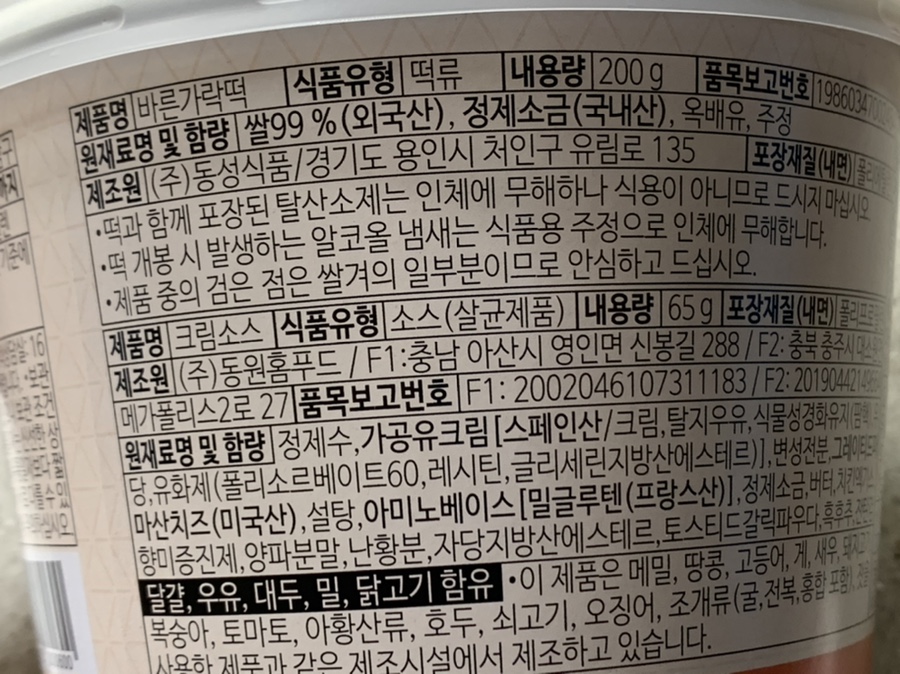 제품명 바른가락떡 식품유형 떡류 내용량 200 g 품목보고번호
원재료명 및 함량 쌀99 %(외국산), 정제소금(국내산), 옥배유, 주정
제조원 (주)동성식품/경기도 용인시 처인구 유림로 135 포장재질(내면)
•떡과 함께 포장된 탈산소제는 인체에 무해하나 식용이 아니므로 드시지 마십시오.
•떡 개봉 시 발생하는 알코올 냄새는 식품용 주정으로 인체에 무해합니다.
•제품 중의 검은 점은 쌀겨의 일부분이므로 안심하고 드십시오.
제품명 크림소스 식품유형 소스(살균제품) 내용량 65 g 포장재질(내면)
제조원 (주)동원홈푸드 / F1:충남 아산시 영인면 신봉길 288 / F2: 충북 충주시
메가폴리스2로 27 품목보고번호 F1: 2002046107311183 / F2:
원재료명 및 함량 정제수,가공유크림[스페인산/크림,탈지우유,식물성경화유지
당,유화제(폴리소르베이트60,레시틴,글리세린지방산에스테르)],변성전분,
마산치즈(미국산),설탕,아미노베이스[밀글루텐(프랑스산)],정제소금,버터,
향미증진제,양파분말,난황분,자당지방산에스테르,토스티드갈릭파우다,흑후추
달걀, 우유, 대두, 밀, 닭고기 함유 •이 제품은 메밀, 땅콩, 고등어, 게, 새우,
복숭아, 토마토, 아황산류, 호두, 쇠고기, 오징어, 조개류(굴,전복,홍합 포함),
사용한 제품과 같은 제조시설에서 제조하고 있습니다.